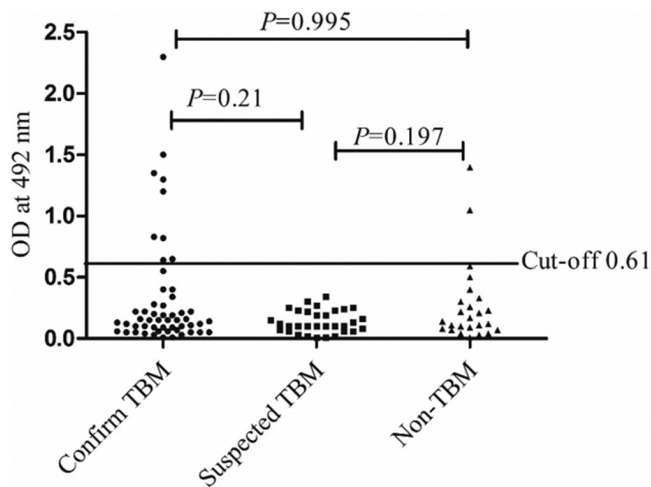 P=0.995
P=0.21
P=0.197
OD at 492 nm
2.5
2.0
1.5
1.0
0.5
0.0
Cut-off 0.61
Confirm TBM
Suspected TBM
Non-TBM